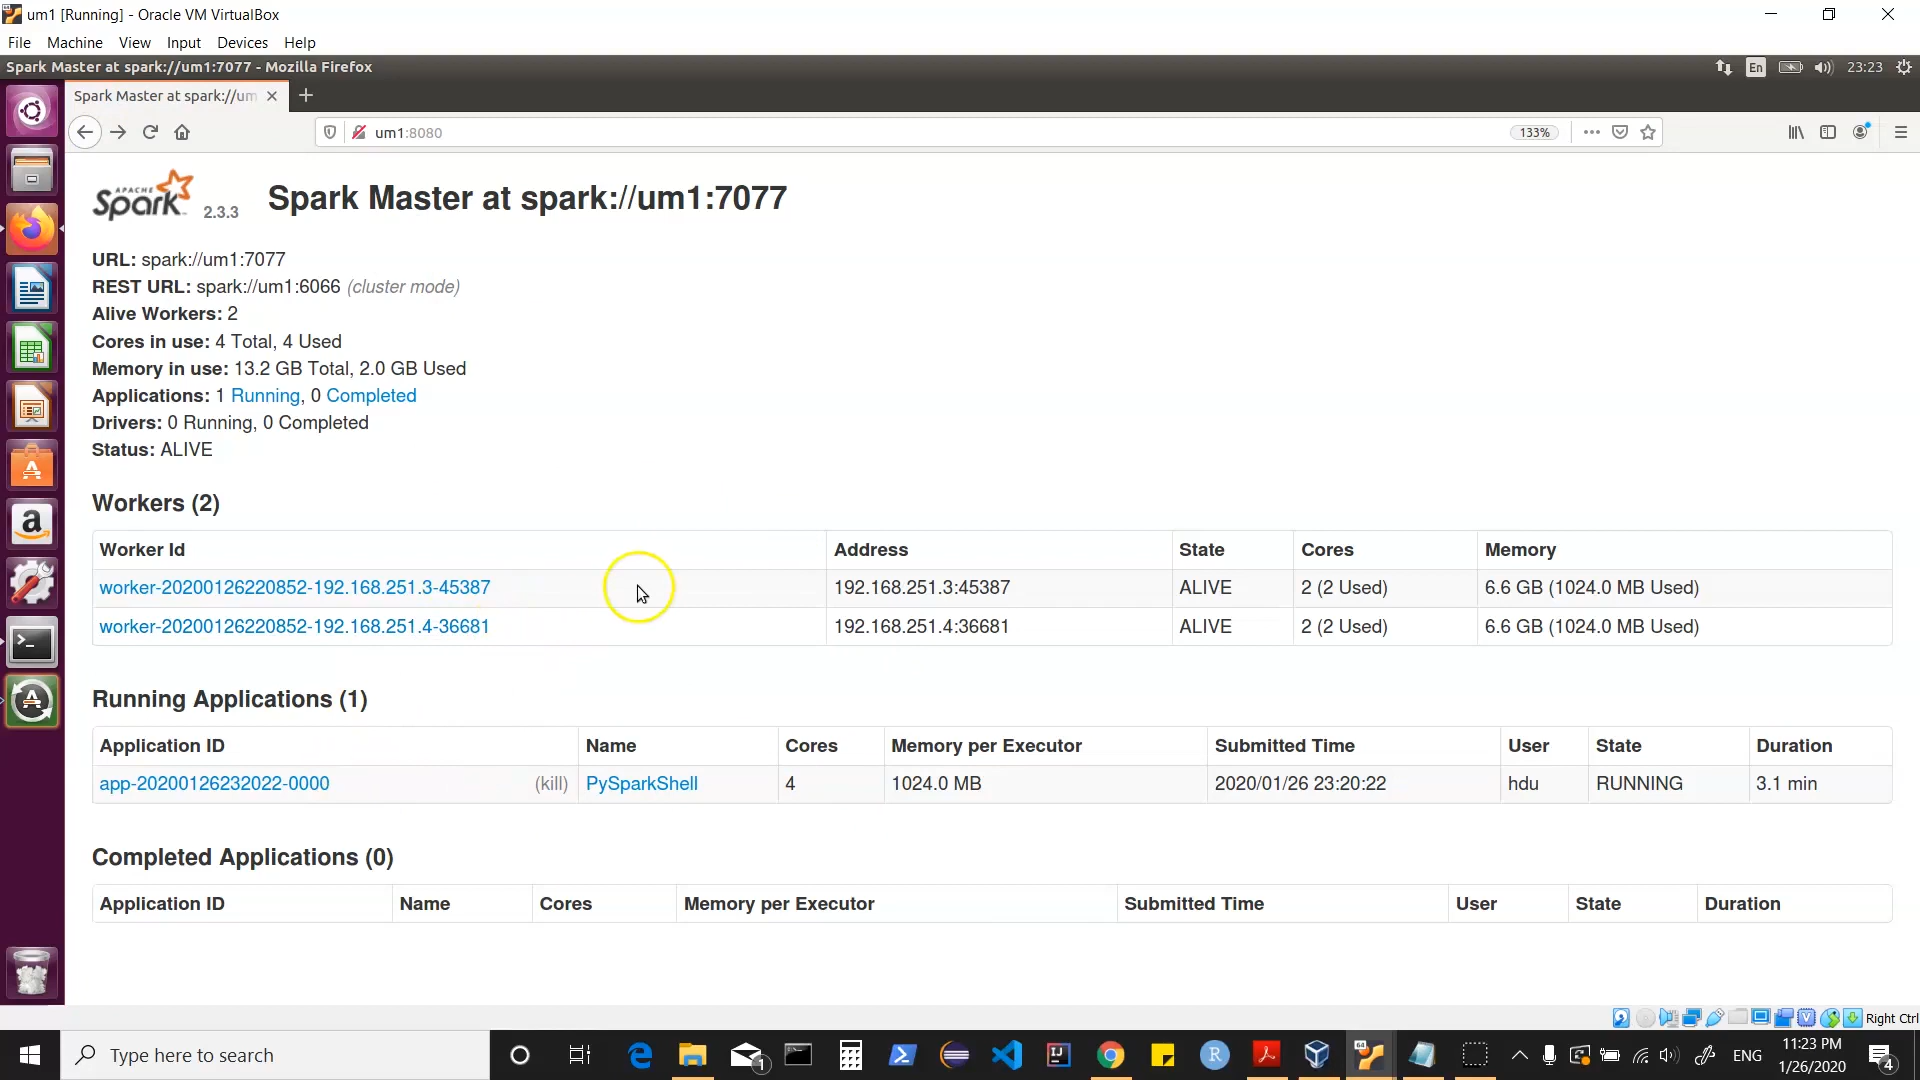 um1 [Running] - Oracle VM VirtualBox
File Machine View Input Devices Help
Spark Master at spark://um1:7077 - Mozilla Firefox
En
23:23
Spark Master at spark://um
um1:8080
133%
APACHE Spark 2.3.3
Spark Master at spark://um1:7077
URL: spark://um1:7077
REST URL: spark://um1:6066 (cluster mode)
Alive Workers: 2
Cores in use: 4 Total, 4 Used
Memory in use: 13.2 GB Total, 2.0 GB Used
Applications: 1 Running, 0 Completed
Drivers: 0 Running, 0 Completed
Status: ALIVE
Workers (2)
Worker Id Address State Cores Memory
worker-20200126220852-192.168.251.3-45387 192.168.251.3:45387 ALIVE 2 (2 Used) 6.6 GB (1024.0 MB Used)
worker-20200126220852-192.168.251.4-36681 192.168.251.4:36681 ALIVE 2 (2 Used) 6.6 GB (1024.0 MB Used)
Running Applications (1)
Application ID Name Cores Memory per Executor Submitted Time User State Duration
app-20200126232022-0000 (kill) PySparkShell 4 1024.0 MB 2020/01/26 23:20:22 hdu RUNNING 3.1 min
Completed Applications (0)
Application ID Name Cores Memory per Executor Submitted Time User State Duration
Right Ctrl
Type here to search
1
ENG
11:23 PM
1/26/2020
4